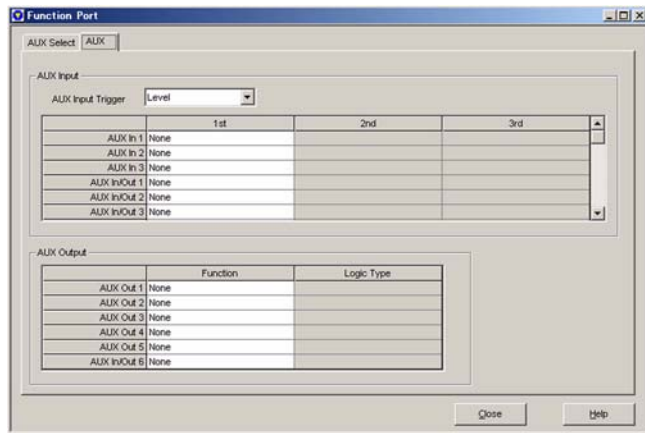 Function Port
AUX Select AUX
AUX Input
AUX Input Trigger Level
1st 2nd 3rd
AUX In 1 None
AUX In 2 None
AUX In 3 None
AUX In/Out 1 None
AUX In/Out 2 None
AUX In/Out 3 None
AUX Output
Function Logic Type
AUX Out 1 None
AUX Out 2 None
AUX Out 3 None
AUX Out 4 None
AUX Out 5 None
AUX In/Out 6 None
Close Help